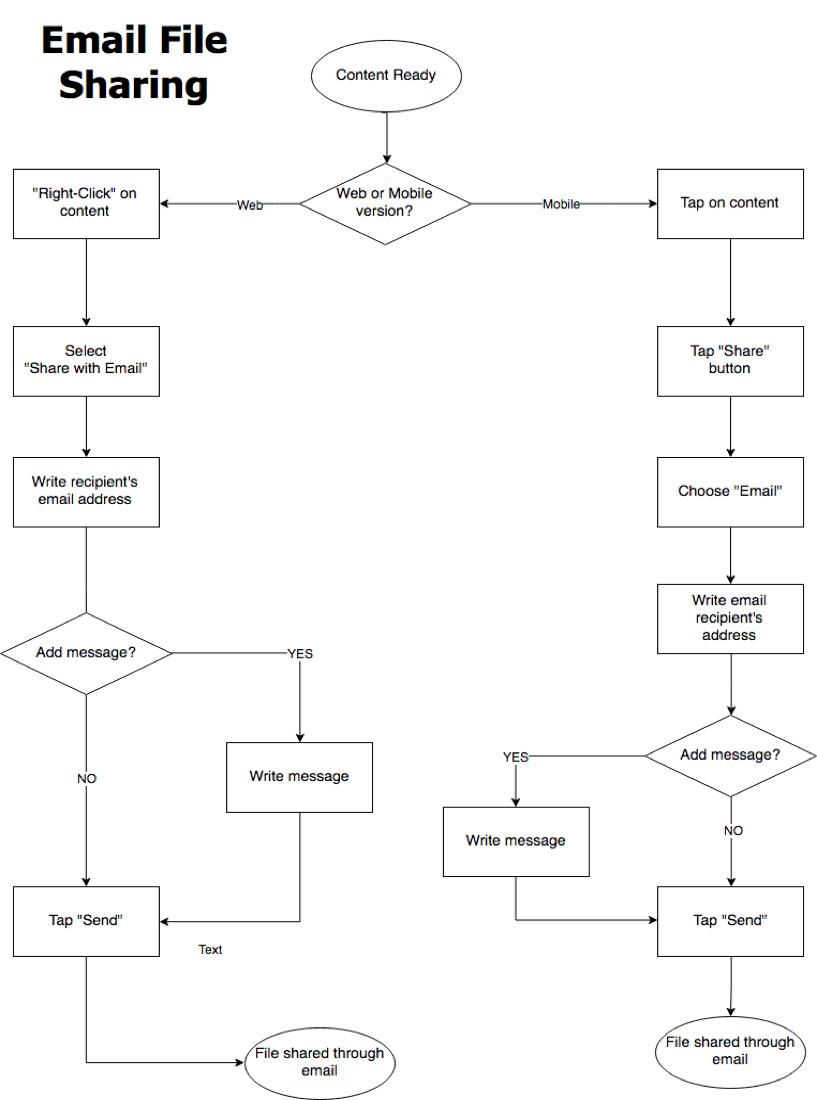 Email File
Sharing
Content Ready
Web or Mobile
version?
Web
Mobile
"Right-Click" on
content
Tap on content
Select
"Share with Email"
Tap "Share"
button
Write recipient's
email address
Choose "Email"
Write email
recipient's
address
Add message?
YES
NO
Write message
Add message?
YES
NO
Write message
Tap "Send"
Text
Tap "Send"
File shared through
email
File shared through
email